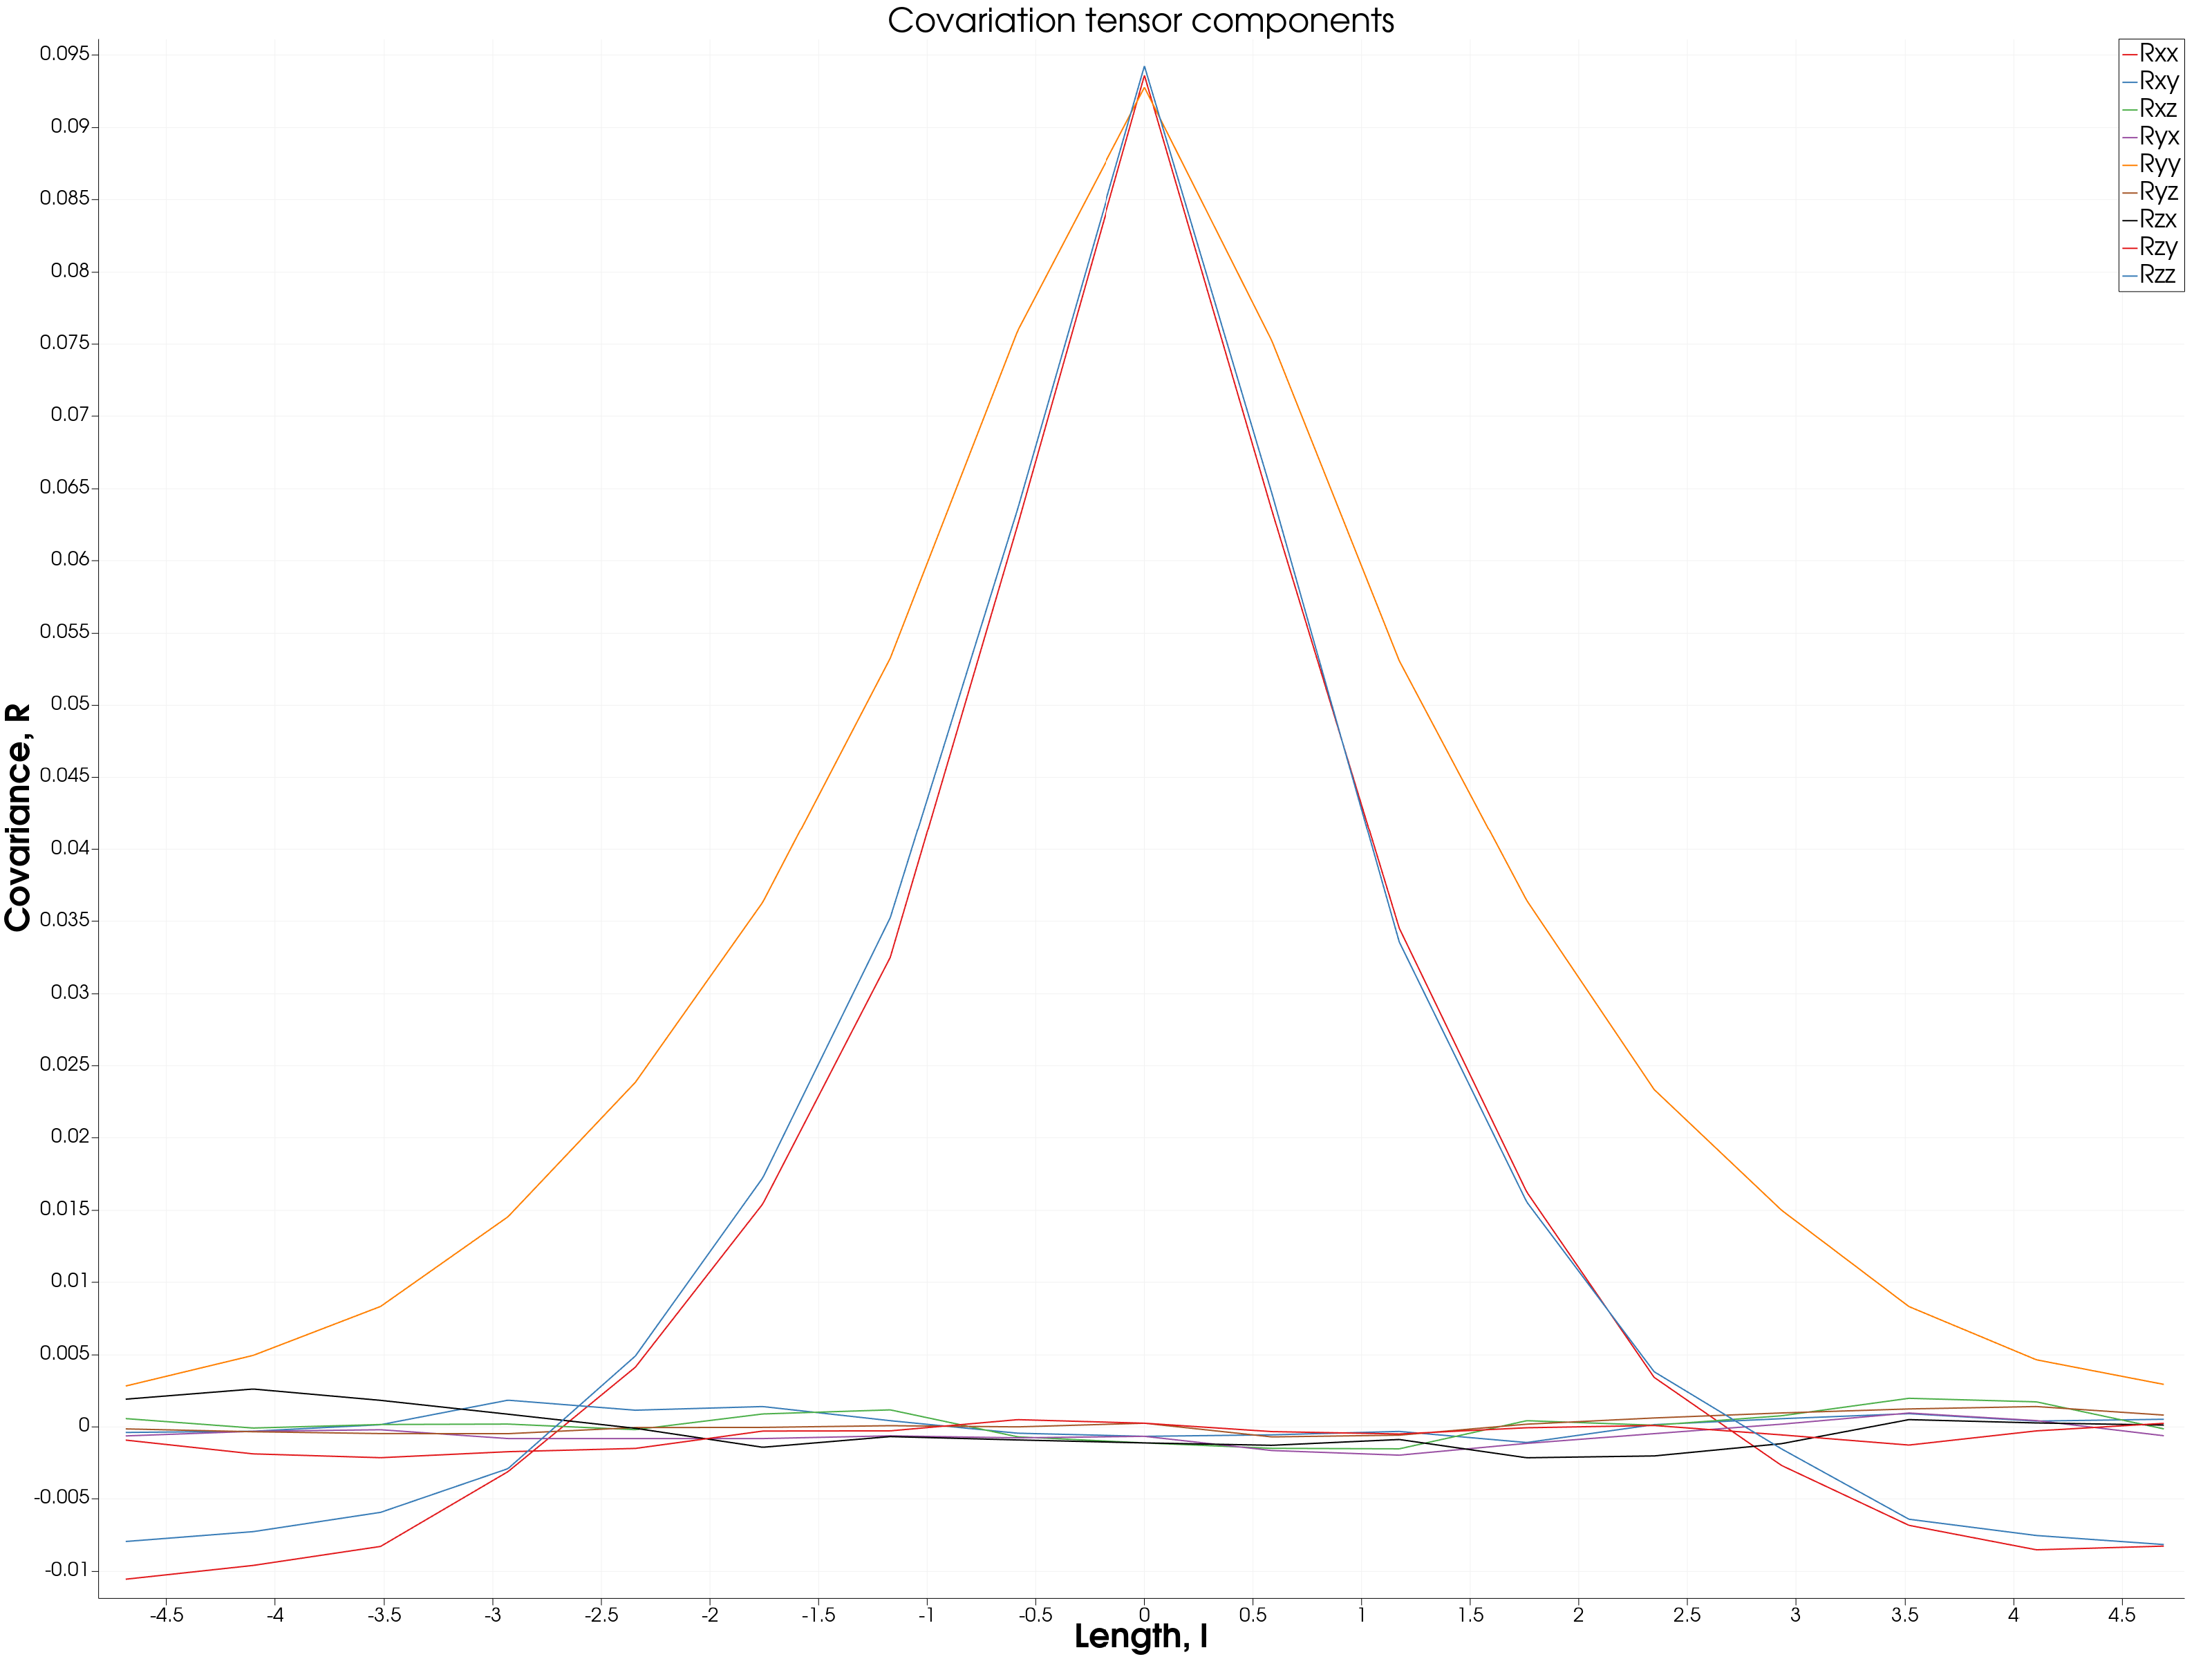 Covariation tensor components
Rxx
Rxy
Rxz
Ryx
Ryy
Ryz
Rzx
Rzy
Rzz
0.095
0.09
0.085
0.08
0.075
0.07
0.065
0.06
0.055
0.05
0.045
0.04
0.035
0.03
0.025
0.02
0.015
0.01
0.005
0
-0.005
-0.01
Covariance, R
-4.5 -4 -3.5 -3 -2.5 -2 -1.5 -1 -0.5 0 0.5 1 1.5 2 2.5 3 3.5 4 4.5
Length, l